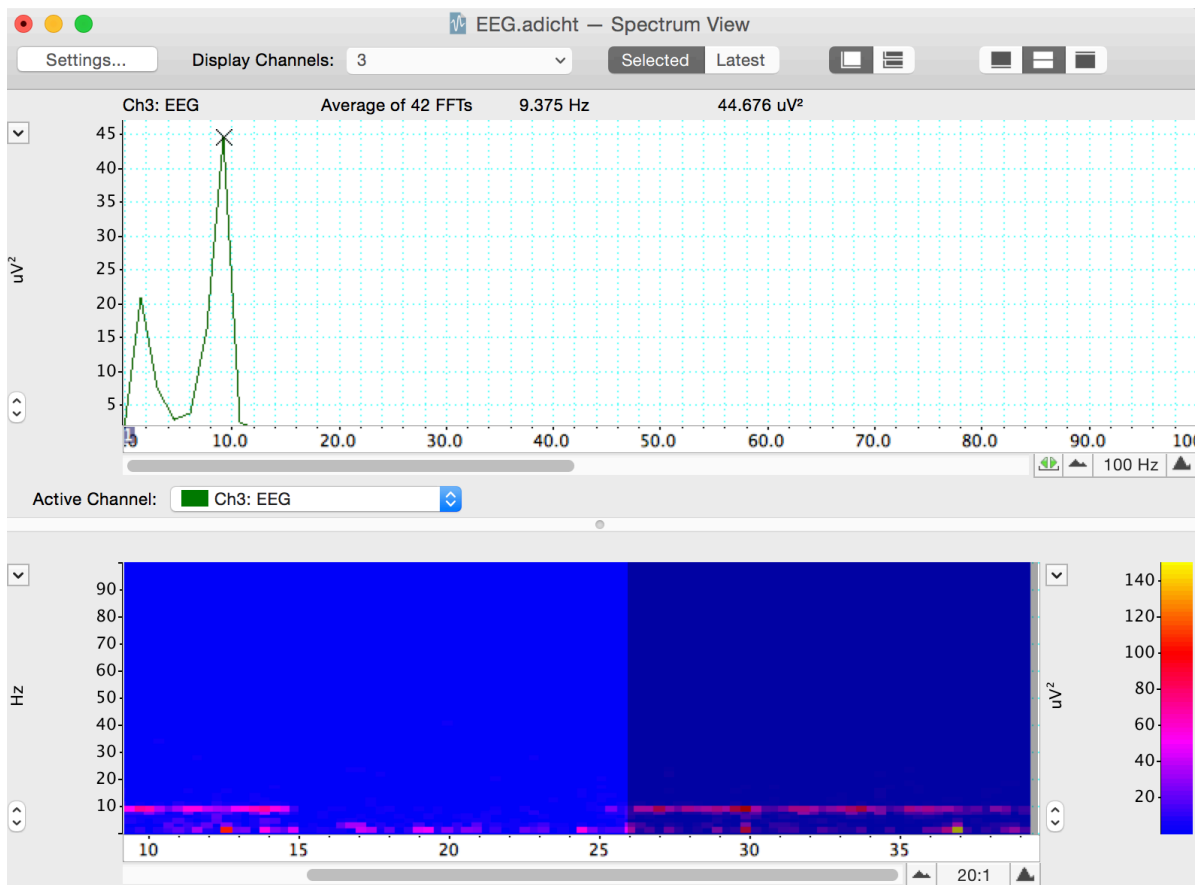 EEG.adicht — Spectrum View
Settings... Display Channels: 3 Selected Latest
Ch3: EEG Average of 42 FFTs 9.375 Hz 44.676 uV²
45
40
35
30
25
20
15
10
5
uV²
.0 10.0 20.0 30.0 40.0 50.0 60.0 70.0 80.0 90.0
100 Hz
Active Channel: Ch3: EEG
90
80
70
60
50
40
30
20
10
Hz
10 15 20 25 30 35
20:1
uV²
140
120
100
80
60
40
20